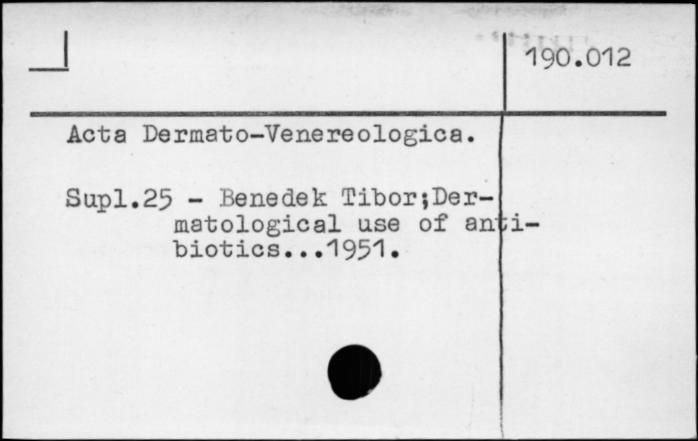 190.012
Acta Dermato-Venereologica.
Supl.25 - Benedek Tibor;Der-
matological use of anti-
biotics...1951.